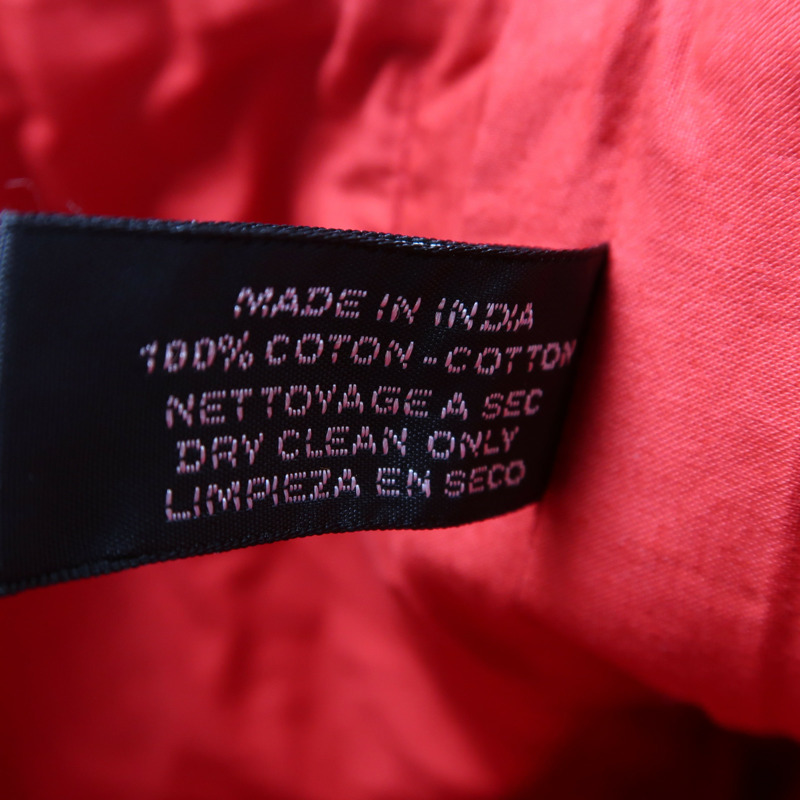 MADE IN INDIA
100% COTON - COTTON
NETTOYAGE A SEC
DRY CLEAN ONLY
LIMPIEZA EN SECO